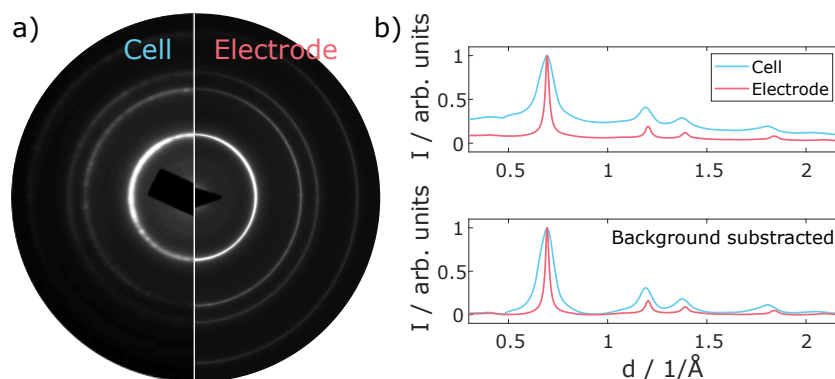 a)
Cell
Electrode
b)
I / arb. units
1
0.5
0
Cell
Electrode
0.5
1
1.5
2
I / arb. units
1
0.5
0
Background substracted
0.5
1
1.5
2
d / 1/Å